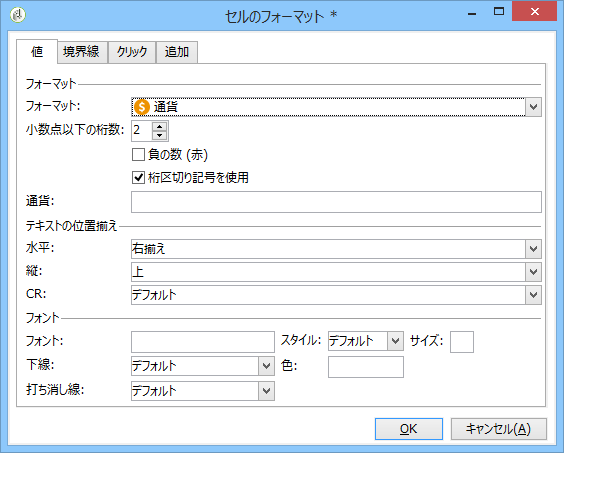 セルのフォーマット *
値 境界線 クリック 追加
フォーマット
フォーマット: 通貨
小数点以下の桁数: 2
負の数 (赤)
桁区切り記号を使用
通貨:
テキストの位置揃え
水平: 右揃え
縦: 上
CR: デフォルト
フォント
フォント: スタイル: デフォルト サイズ:
下線: デフォルト 色:
打ち消し線: デフォルト
OK キャンセル(A)